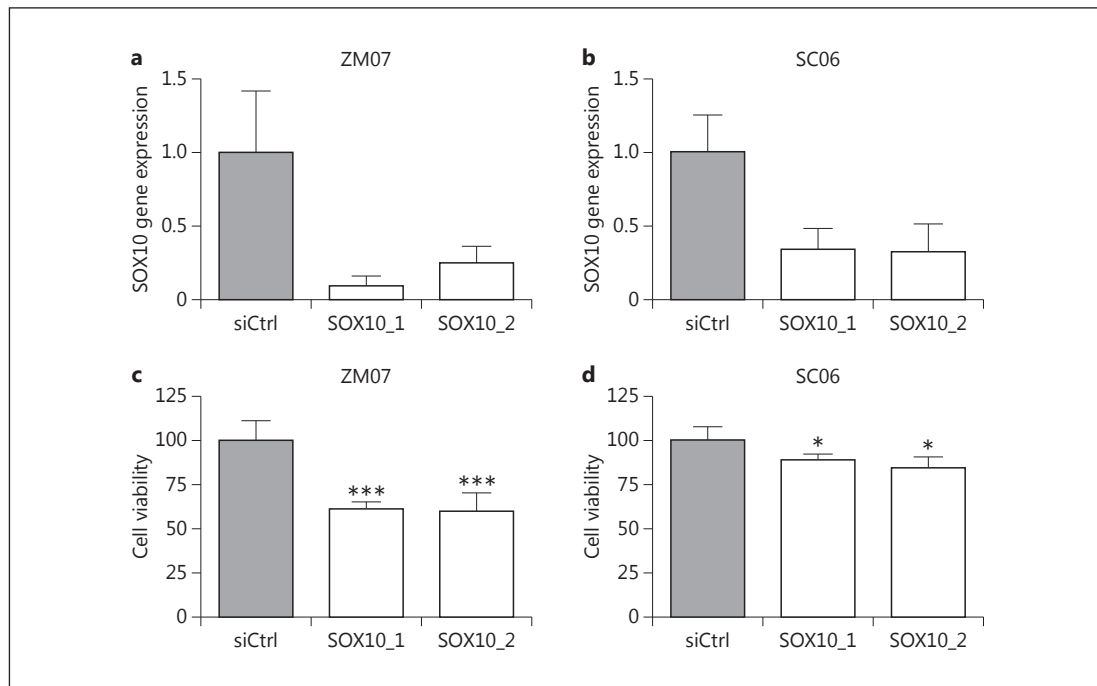 a
ZM07
SOX10 gene expression
1.5
1.0
0.5
0
siCtrl
SOX10_1
SOX10_2
b
SC06
SOX10 gene expression
1.5
1.0
0.5
0
siCtrl
SOX10_1
SOX10_2
c
ZM07
Cell viability
125
100
75
50
25
0
***
***
siCtrl
SOX10_1
SOX10_2
d
SC06
Cell viability
125
100
75
50
25
0
*
*
siCtrl
SOX10_1
SOX10_2